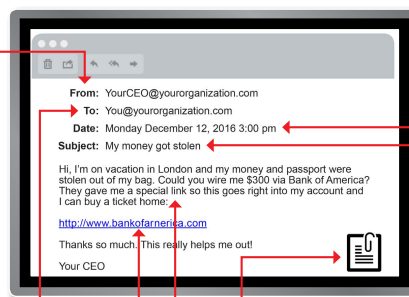 From: YourCEO@yourorganization.com
To: You@yourorganization.com
Date: Monday December 12, 2016 3:00 pm
Subject: My money got stolen
Hi, I'm on vacation in London and my money and passport were
stolen out of my bag. Could you wire me $300 via Bank of America?
They gave me a special link so this goes right into my account and
I can buy a ticket home:
http://www.bankofarnerica.com
Thanks so much. This really helps me out!
Your CEO